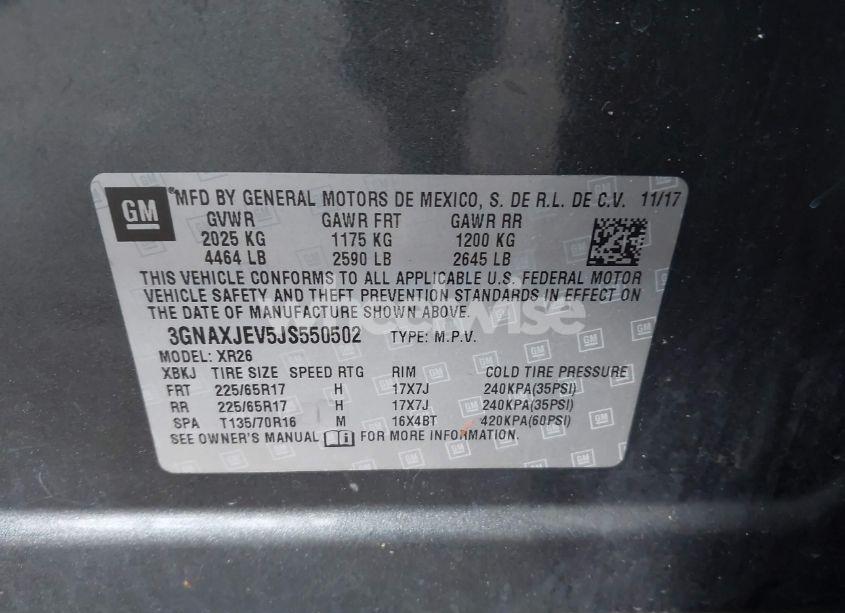 GM
®MFD BY GENERAL MOTORS DE MEXICO, S. DE R.L. DE C.V. 11/17
GVWR GAWR FRT GAWR RR
2025 KG 1175 KG 1200 KG
4464 LB 2590 LB 2645 LB
THIS VEHICLE CONFORMS TO ALL APPLICABLE U.S. FEDERAL MOTOR
VEHICLE SAFETY AND THEFT PREVENTION STANDARDS IN EFFECT ON
THE DATE OF MANUFACTURE SHOWN ABOVE.
3GNAXJEV5JS550502 TYPE: M.P.V.
MODEL: XR26
XBKJ TIRE SIZE SPEED RTG RIM COLD TIRE PRESSURE
FRT 225/65R17 H 17X7J 240KPA(35PSI)
RR 225/65R17 H 17X7J 240KPA(35PSI)
SPA T135/70R16 M 16X4BT 420KPA(60PSI)
SEE OWNER'S MANUAL FOR MORE INFORMATION.